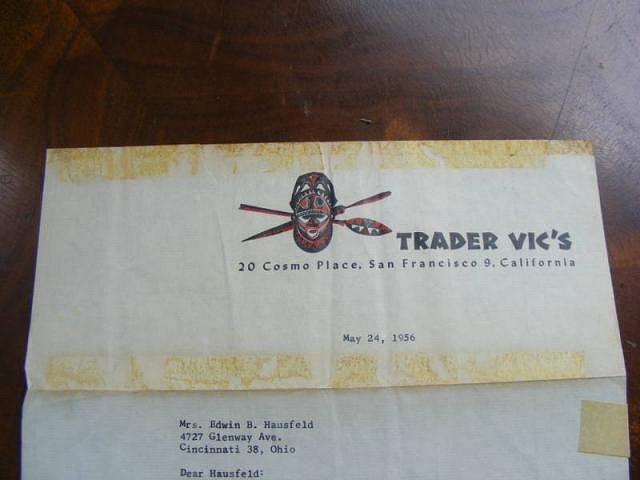 TRADER VIC'S
20 Cosmo Place, San Francisco 9, California
May 24, 1956
Mrs. Edwin B. Hausfeld
4727 Glenway Ave.
Cincinnati 38, Ohio
Dear Hausfeld: